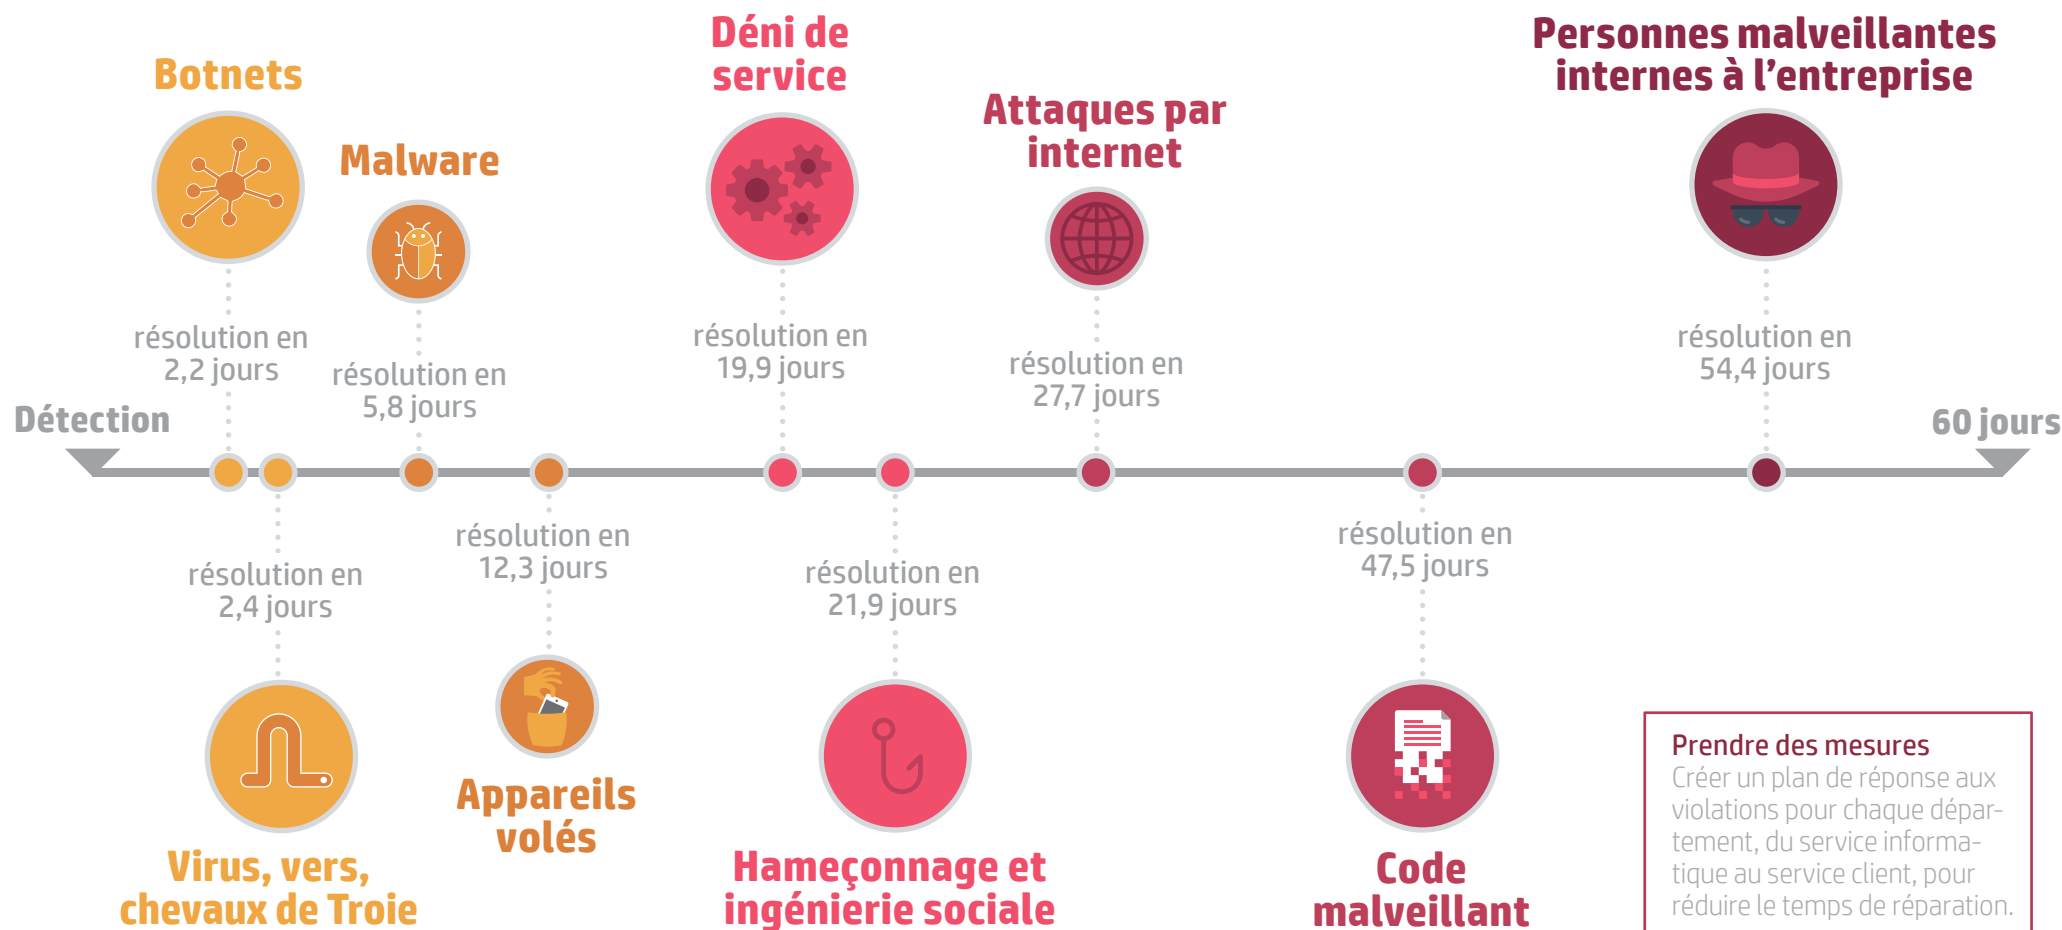 Botnets
résolution en
2,2 jours
Malware
résolution en
5,8 jours
Déni de
service
résolution en
19,9 jours
Attaques par
internet
résolution en
27,7 jours
Personnes malveillantes
internes à l’entreprise
résolution en
54,4 jours
Détection
60 jours
résolution en
2,4 jours
Virus, vers,
chevaux de Troie
résolution en
12,3 jours
Appareils
volés
résolution en
21,9 jours
Hameçonnage et
ingénierie sociale
résolution en
47,5 jours
Code
malveillant
Prendre des mesures
Créer un plan de réponse aux
violations pour chaque dépar-
tement, du service informa-
tique au service client, pour
réduire le temps de réparation.